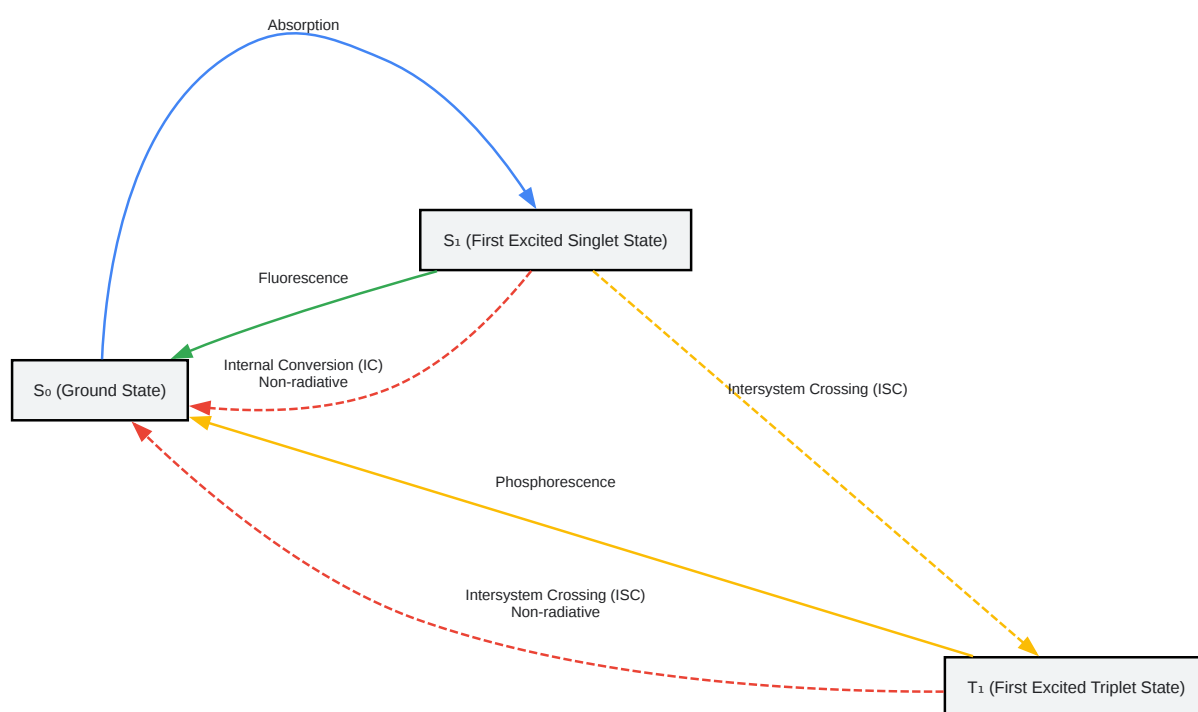 Absorption
S₁ (First Excited Singlet State)
Fluorescence
Internal Conversion (IC)
Non-radiative
S₀ (Ground State)
Intersystem Crossing (ISC)
Phosphorescence
Intersystem Crossing (ISC)
Non-radiative
T₁ (First Excited Triplet State)